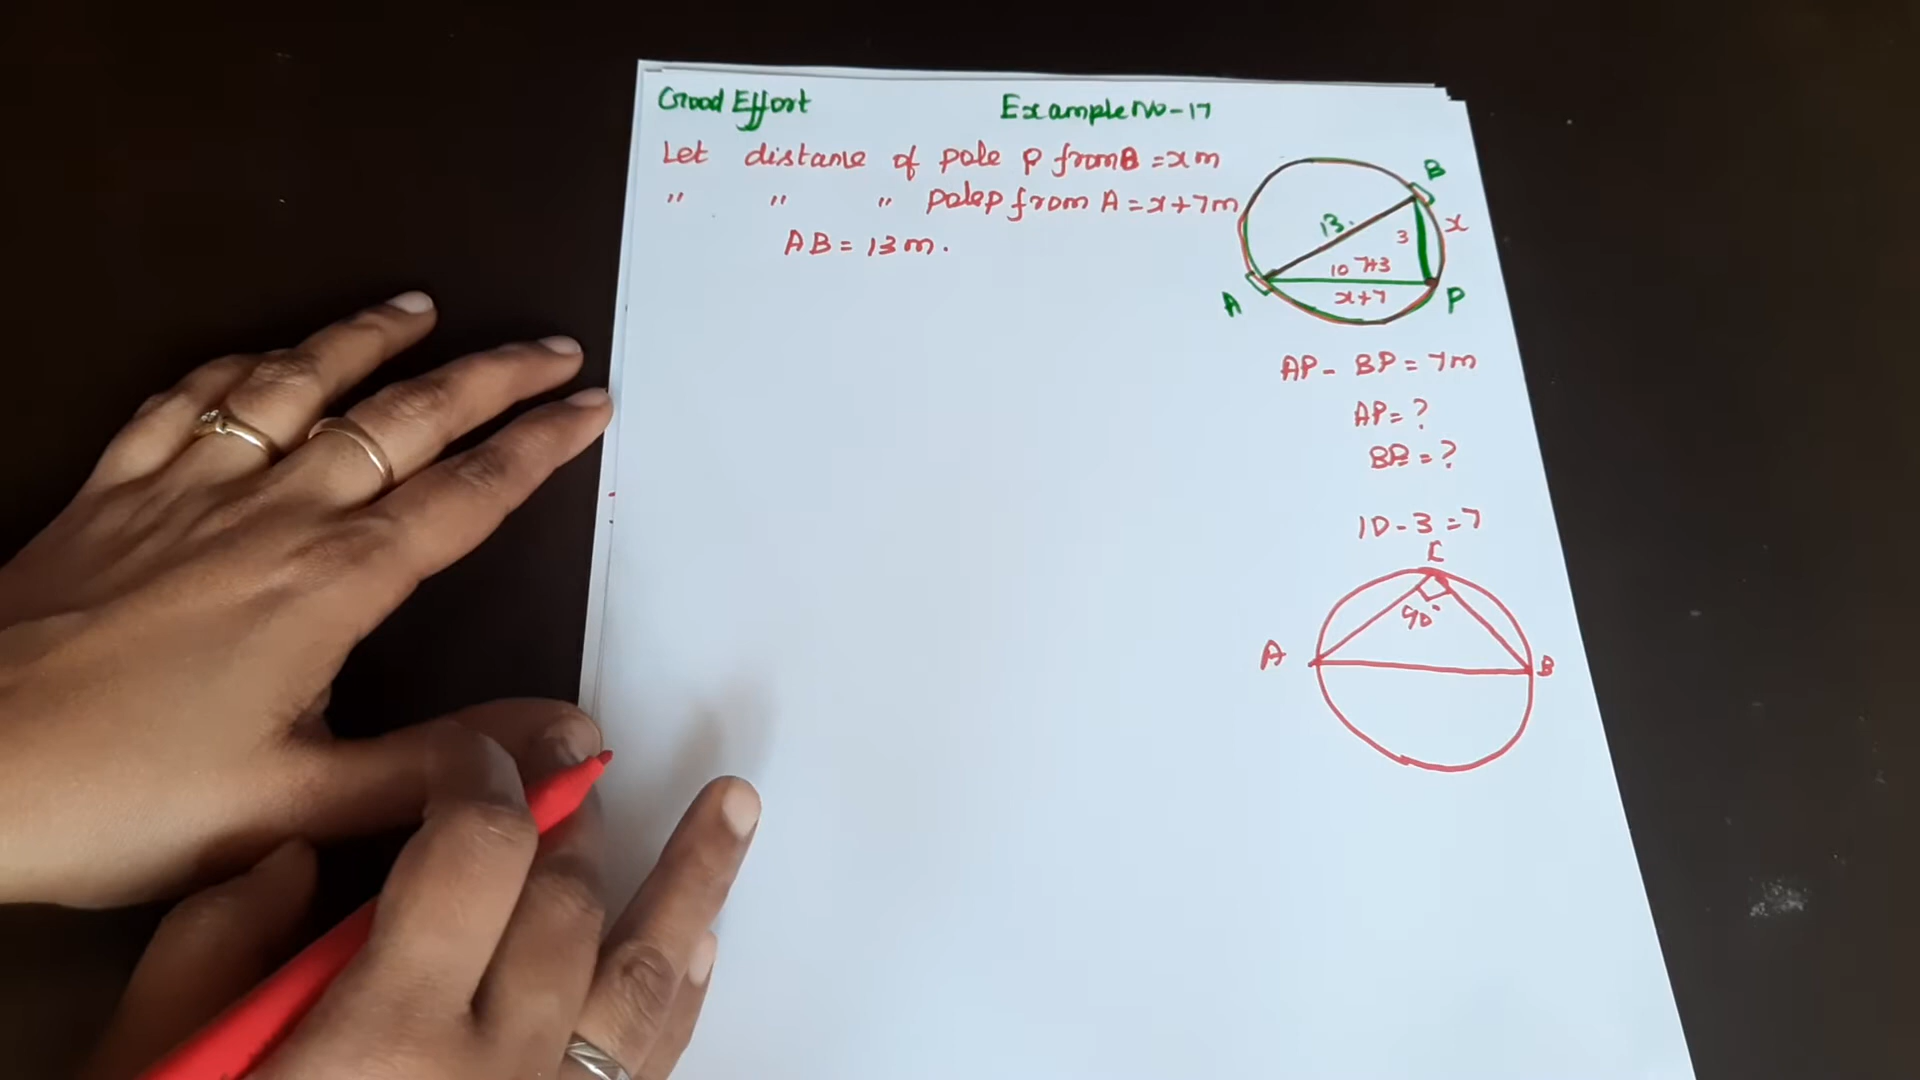 Good Effort
Example No-17
Let distance of pole P from B = x m
" " " pole P from A = x+7m
AB = 13m.
B
13.
3
x
10 7+3
x+7
A
P
AP - BP = 7m
AP = ?
BP = ?
10 - 3 = 7
C
90°
A
B